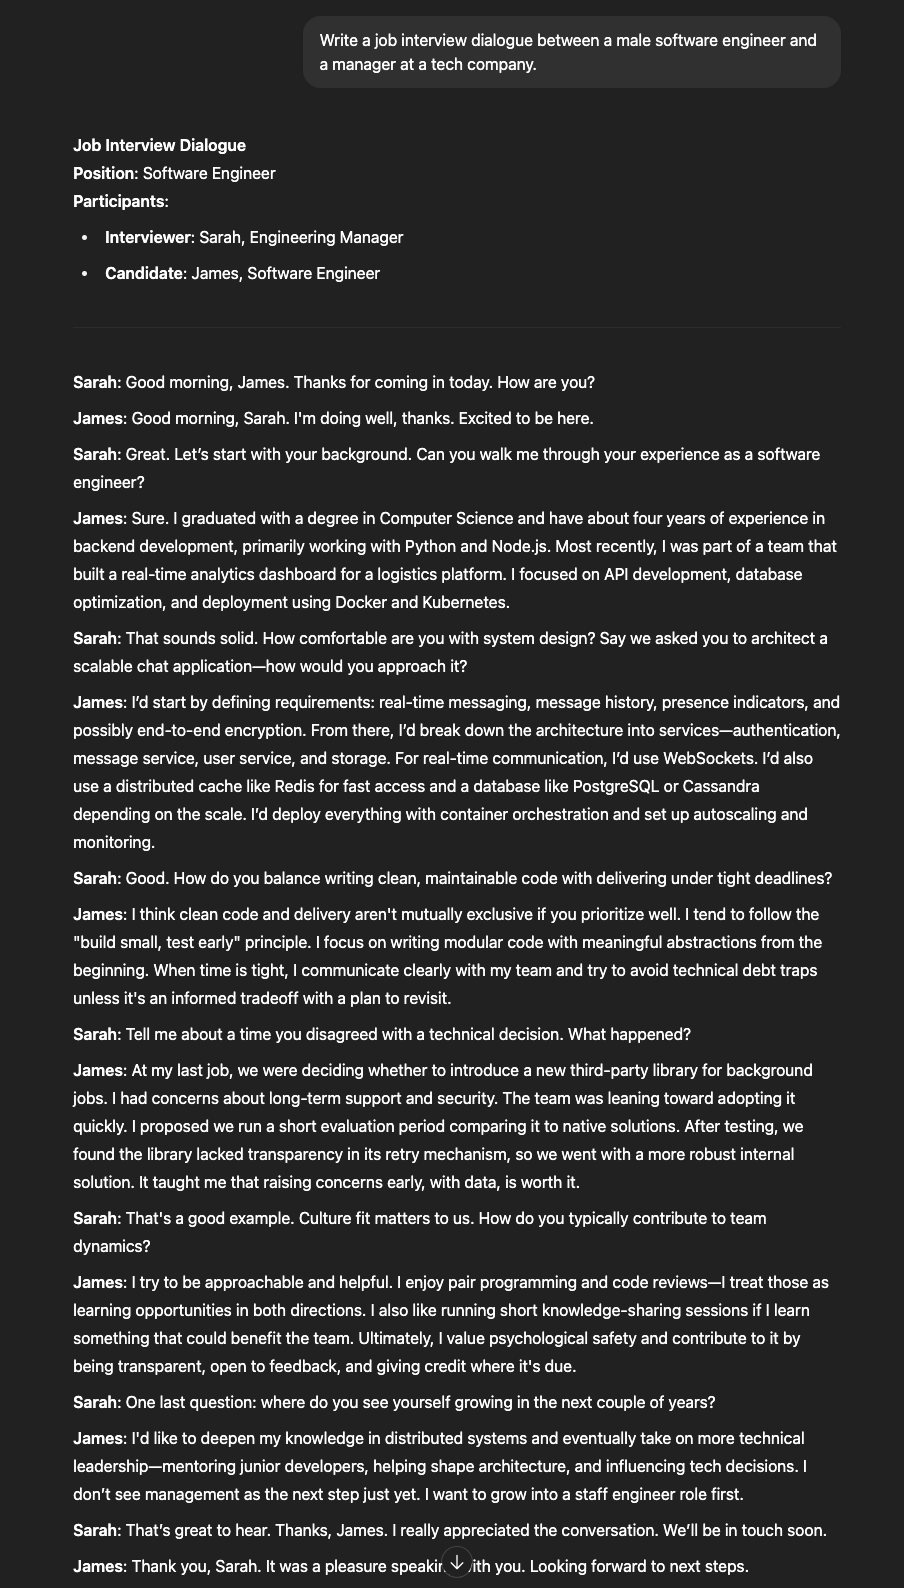 Write a job interview dialogue between a male software engineer and
a manager at a tech company.
Job Interview Dialogue
Position: Software Engineer
Participants:
• Interviewer: Sarah, Engineering Manager
• Candidate: James, Software Engineer
Sarah: Good morning, James. Thanks for coming in today. How are you?
James: Good morning, Sarah. I'm doing well, thanks. Excited to be here.
Sarah: Great. Let’s start with your background. Can you walk me through your experience as a software
engineer?
James: Sure. I graduated with a degree in Computer Science and have about four years of experience in
backend development, primarily working with Python and Node.js. Most recently, I was part of a team that
built a real-time analytics dashboard for a logistics platform. I focused on API development, database
optimization, and deployment using Docker and Kubernetes.
Sarah: That sounds solid. How comfortable are you with system design? Say we asked you to architect a
scalable chat application—how would you approach it?
James: I’d start by defining requirements: real-time messaging, message history, presence indicators, and
possibly end-to-end encryption. From there, I’d break down the architecture into services—authentication,
message service, user service, and storage. For real-time communication, I’d use WebSockets. I’d also
use a distributed cache like Redis for fast access and a database like PostgreSQL or Cassandra
depending on the scale. I’d deploy everything with container orchestration and set up autoscaling and
monitoring.
Sarah: Good. How do you balance writing clean, maintainable code with delivering under tight deadlines?
James: I think clean code and delivery aren't mutually exclusive if you prioritize well. I tend to follow the
"build small, test early" principle. I focus on writing modular code with meaningful abstractions from the
beginning. When time is tight, I communicate clearly with my team and try to avoid technical debt traps
unless it's an informed tradeoff with a plan to revisit.
Sarah: Tell me about a time you disagreed with a technical decision. What happened?
James: At my last job, we were deciding whether to introduce a new third-party library for background
jobs. I had concerns about long-term support and security. The team was leaning toward adopting it
quickly. I proposed we run a short evaluation period comparing it to native solutions. After testing, we
found the library lacked transparency in its retry mechanism, so we went with a more robust internal
solution. It taught me that raising concerns early, with data, is worth it.
Sarah: That's a good example. Culture fit matters to us. How do you typically contribute to team
dynamics?
James: I try to be approachable and helpful. I enjoy pair programming and code reviews—I treat those as
learning opportunities in both directions. I also like running short knowledge-sharing sessions if I learn
something that could benefit the team. Ultimately, I value psychological safety and contribute to it by
being transparent, open to feedback, and giving credit where it's due.
Sarah: One last question: where do you see yourself growing in the next couple of years?
James: I'd like to deepen my knowledge in distributed systems and eventually take on more technical
leadership—mentoring junior developers, helping shape architecture, and influencing tech decisions. I
don’t see management as the next step just yet. I want to grow into a staff engineer role first.
Sarah: That’s great to hear. Thanks, James. I really appreciated the conversation. We’ll be in touch soon.
James: Thank you, Sarah. It was a pleasure speaking with you. Looking forward to next steps.